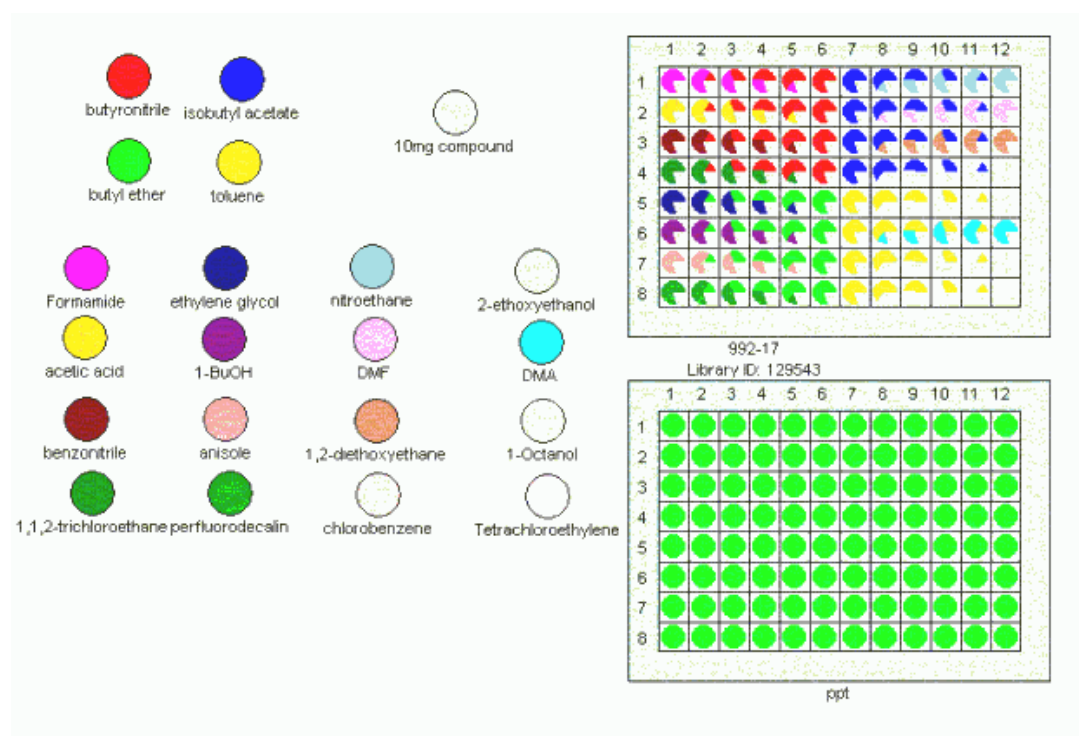 butyronitrile isobutyl acetate
10mg compound
butyl ether toluene
Formamide ethylene glycol nitroethane 2-ethoxyethanol
acetic acid 1-BuOH DMF DMA
benzonitrile anisole 1,2-diethoxyethane 1-Octanol
1,1,2-trichloroethane perfluorodecalin chlorobenzene Tetrachloroethylene
1 2 3 4 5 6 7 8 9 10 11 12
1
2
3
4
5
6
7
8
992-17
Library ID: 129543
1 2 3 4 5 6 7 8 9 10 11 12
1
2
3
4
5
6
7
8
ppt